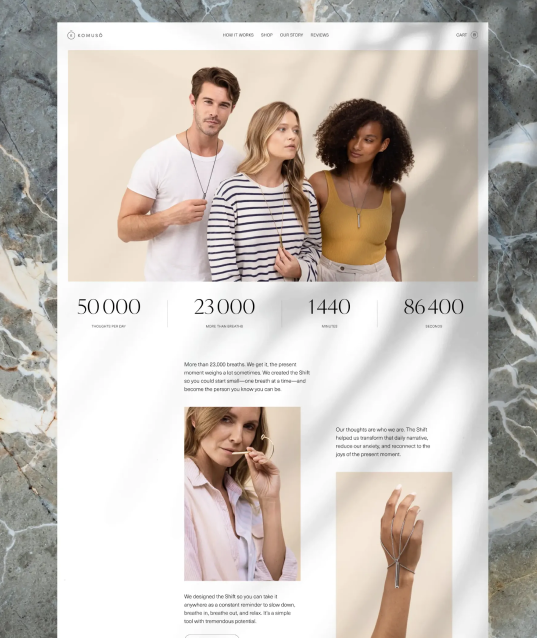 KOMUSŌ
HOW IT WORKS SHOP OUR STORY REVIEWS
CART
50 000 23 000 1 440 86 400
THOUGHTS PER DAY MORE THAN BREATHS MINUTES SECONDS
More than 23,000 breaths. We get it, the present
moment weighs a lot sometimes. We created the Shift
so you could start small—one breath at a time—and
become the person you know you can be.
Our thoughts are who we are. The Shift
helped us transform that daily narrative,
reduce our anxiety, and reconnect to the
joys of the present moment.
We designed the Shift so you can take it
anywhere as a constant reminder to slow down,
breathe in, breathe out, and relax. It's a simple
tool with tremendous potential.